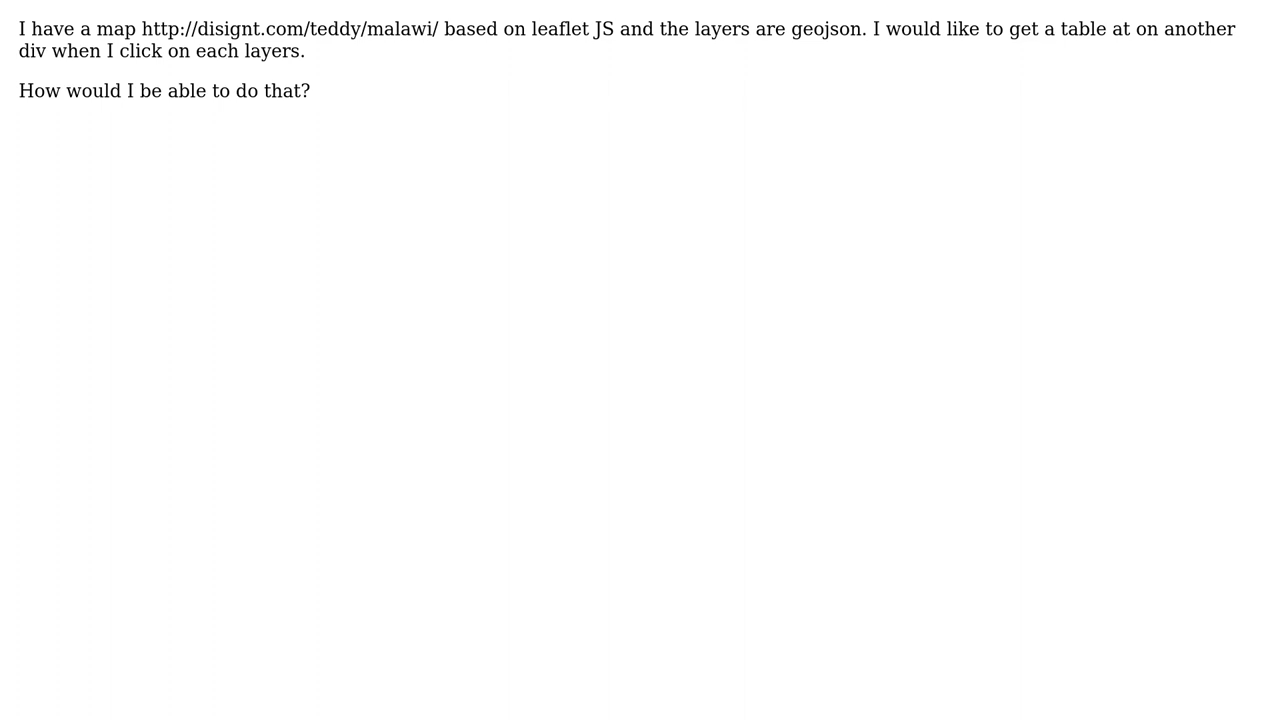 I have a map http://disignt.com/teddy/malawi/ based on leaflet JS and the layers are geojson. I would like to get a table at on another
div when I click on each layers.
How would I be able to do that?